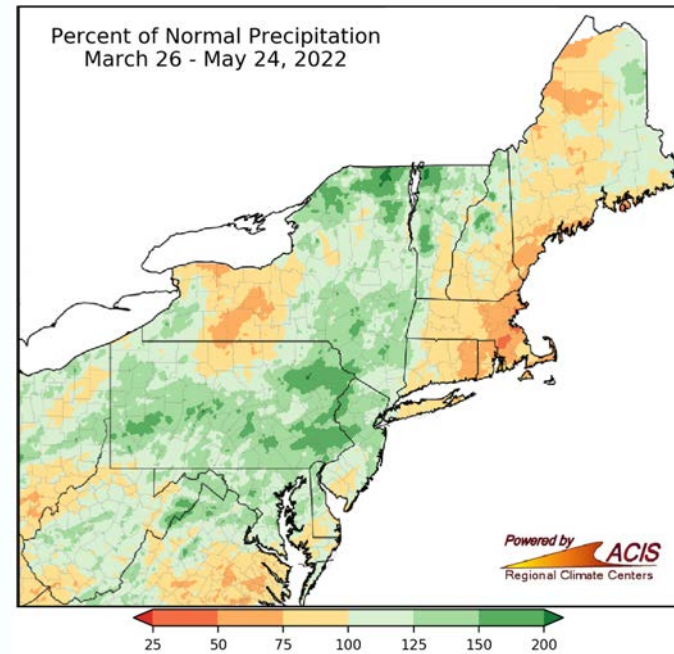 Percent of Normal Precipitation
March 26 - May 24, 2022
Powered by
ACIS
Regional Climate Centers
25 50 75 100 125 150 200